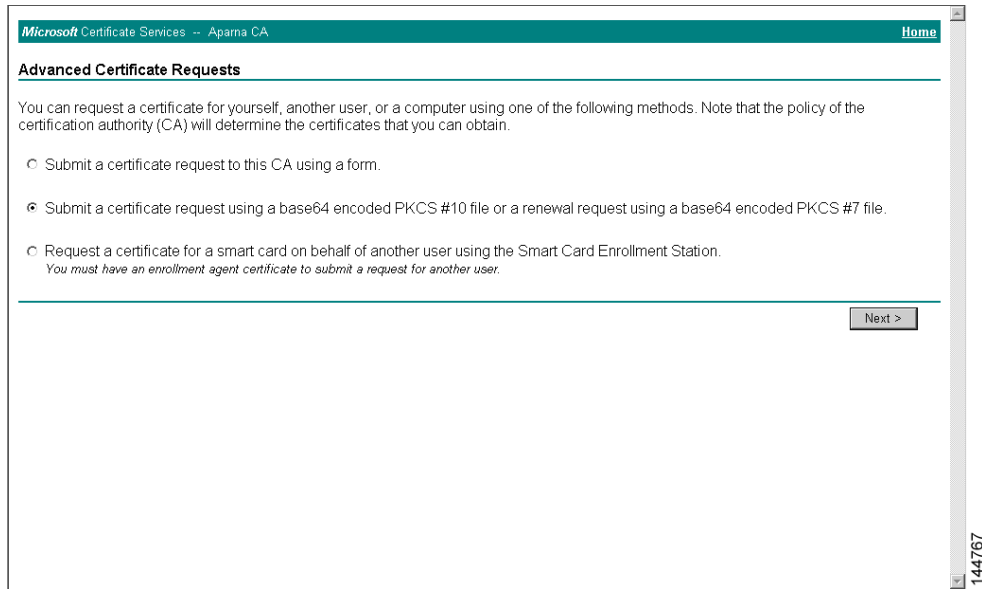 Microsoft Certificate Services -- Aparna CA Home
Advanced Certificate Requests
You can request a certificate for yourself, another user, or a computer using one of the following methods. Note that the policy of the
certification authority (CA) will determine the certificates that you can obtain.
Submit a certificate request to this CA using a form.
Submit a certificate request using a base64 encoded PKCS #10 file or a renewal request using a base64 encoded PKCS #7 file.
Request a certificate for a smart card on behalf of another user using the Smart Card Enrollment Station.
You must have an enrollment agent certificate to submit a request for another user.
Next >
144767